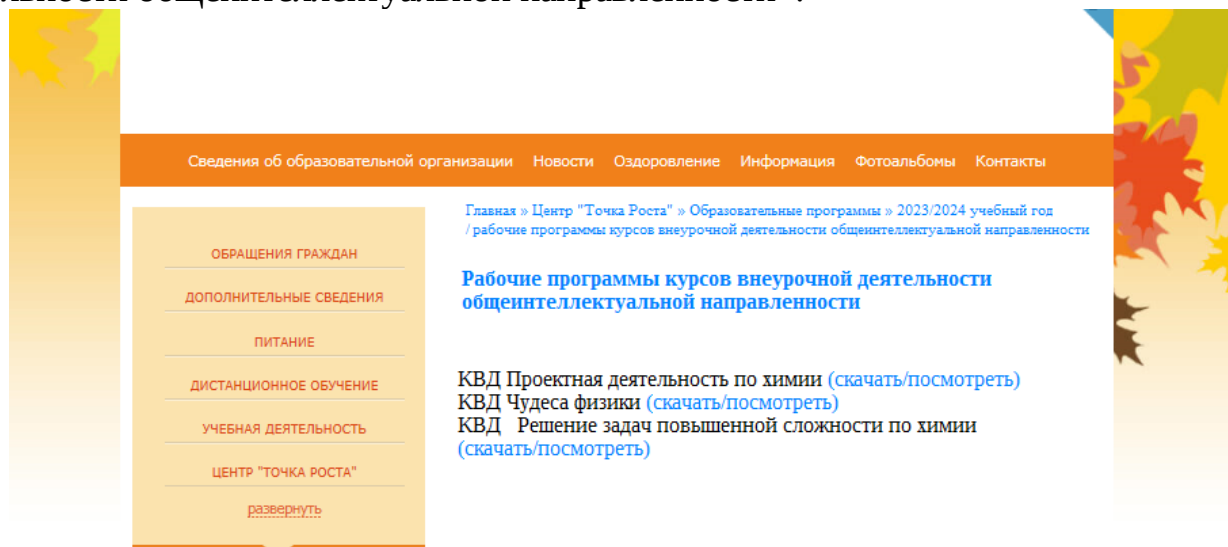 общеинтеллектуальной направленности".
Сведения об образовательной организации Новости Оздоровление Информация Фотоальбомы Контакты
ОБРАЩЕНИЯ ГРАЖДАН
ДОПОЛНИТЕЛЬНЫЕ СВЕДЕНИЯ
ПИТАНИЕ
ДИСТАНЦИОННОЕ ОБУЧЕНИЕ
УЧЕБНАЯ ДЕЯТЕЛЬНОСТЬ
ЦЕНТР "ТОЧКА РОСТА"
развернуть
Главная » Центр "Точка Роста" » Образовательные программы » 2023/2024 учебный год
/ рабочие программы курсов внеурочной деятельности общеинтеллектуальной направленности
Рабочие программы курсов внеурочной деятельности
общеинтеллектуальной направленности
КВД Проектная деятельность по химии (скачать/посмотреть)
КВД Чудеса физики (скачать/посмотреть)
КВД Решение задач повышенной сложности по химии
(скачать/посмотреть)